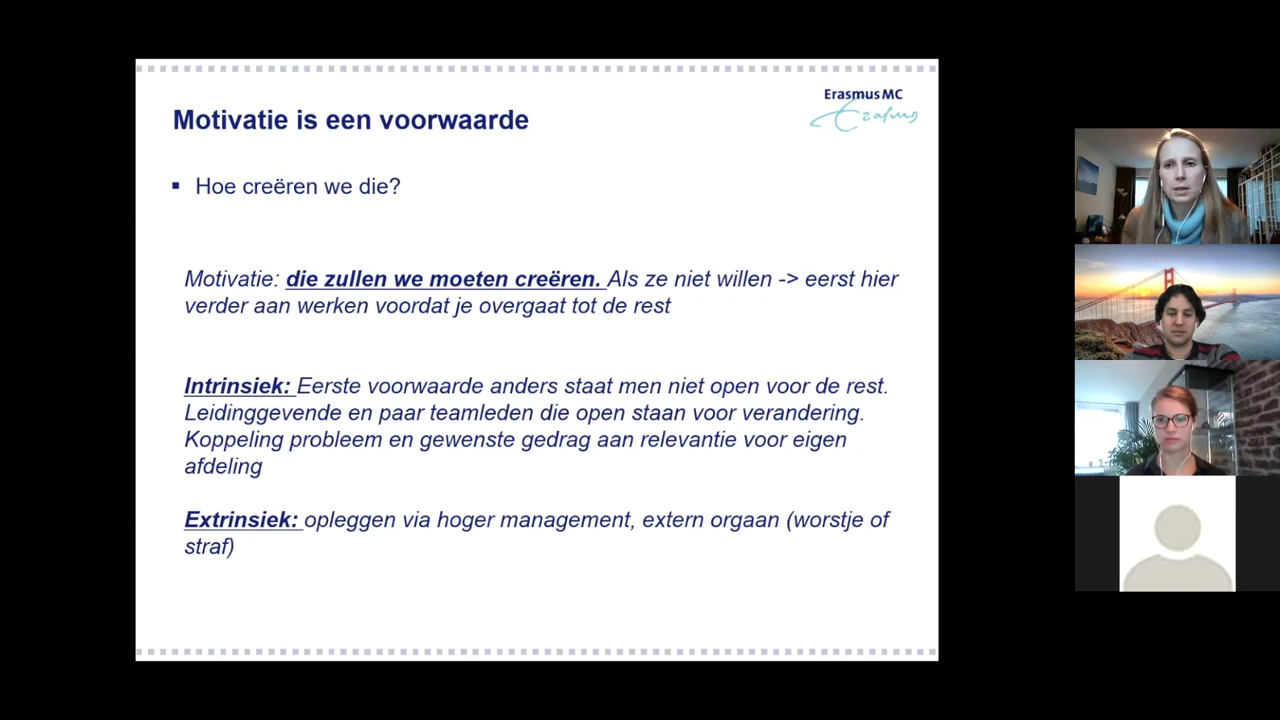 Erasmus MC
Erasmus
Motivatie is een voorwaarde
▪ Hoe creëren we die?
Motivatie: die zullen we moeten creëren. Als ze niet willen -> eerst hier
verder aan werken voordat je overgaat tot de rest
Intrinsiek: Eerste voorwaarde anders staat men niet open voor de rest.
Leidinggevende en paar teamleden die open staan voor verandering.
Koppeling probleem en gewenste gedrag aan relevantie voor eigen
afdeling
Extrinsiek: opleggen via hoger management, extern orgaan (worstje of
straf)